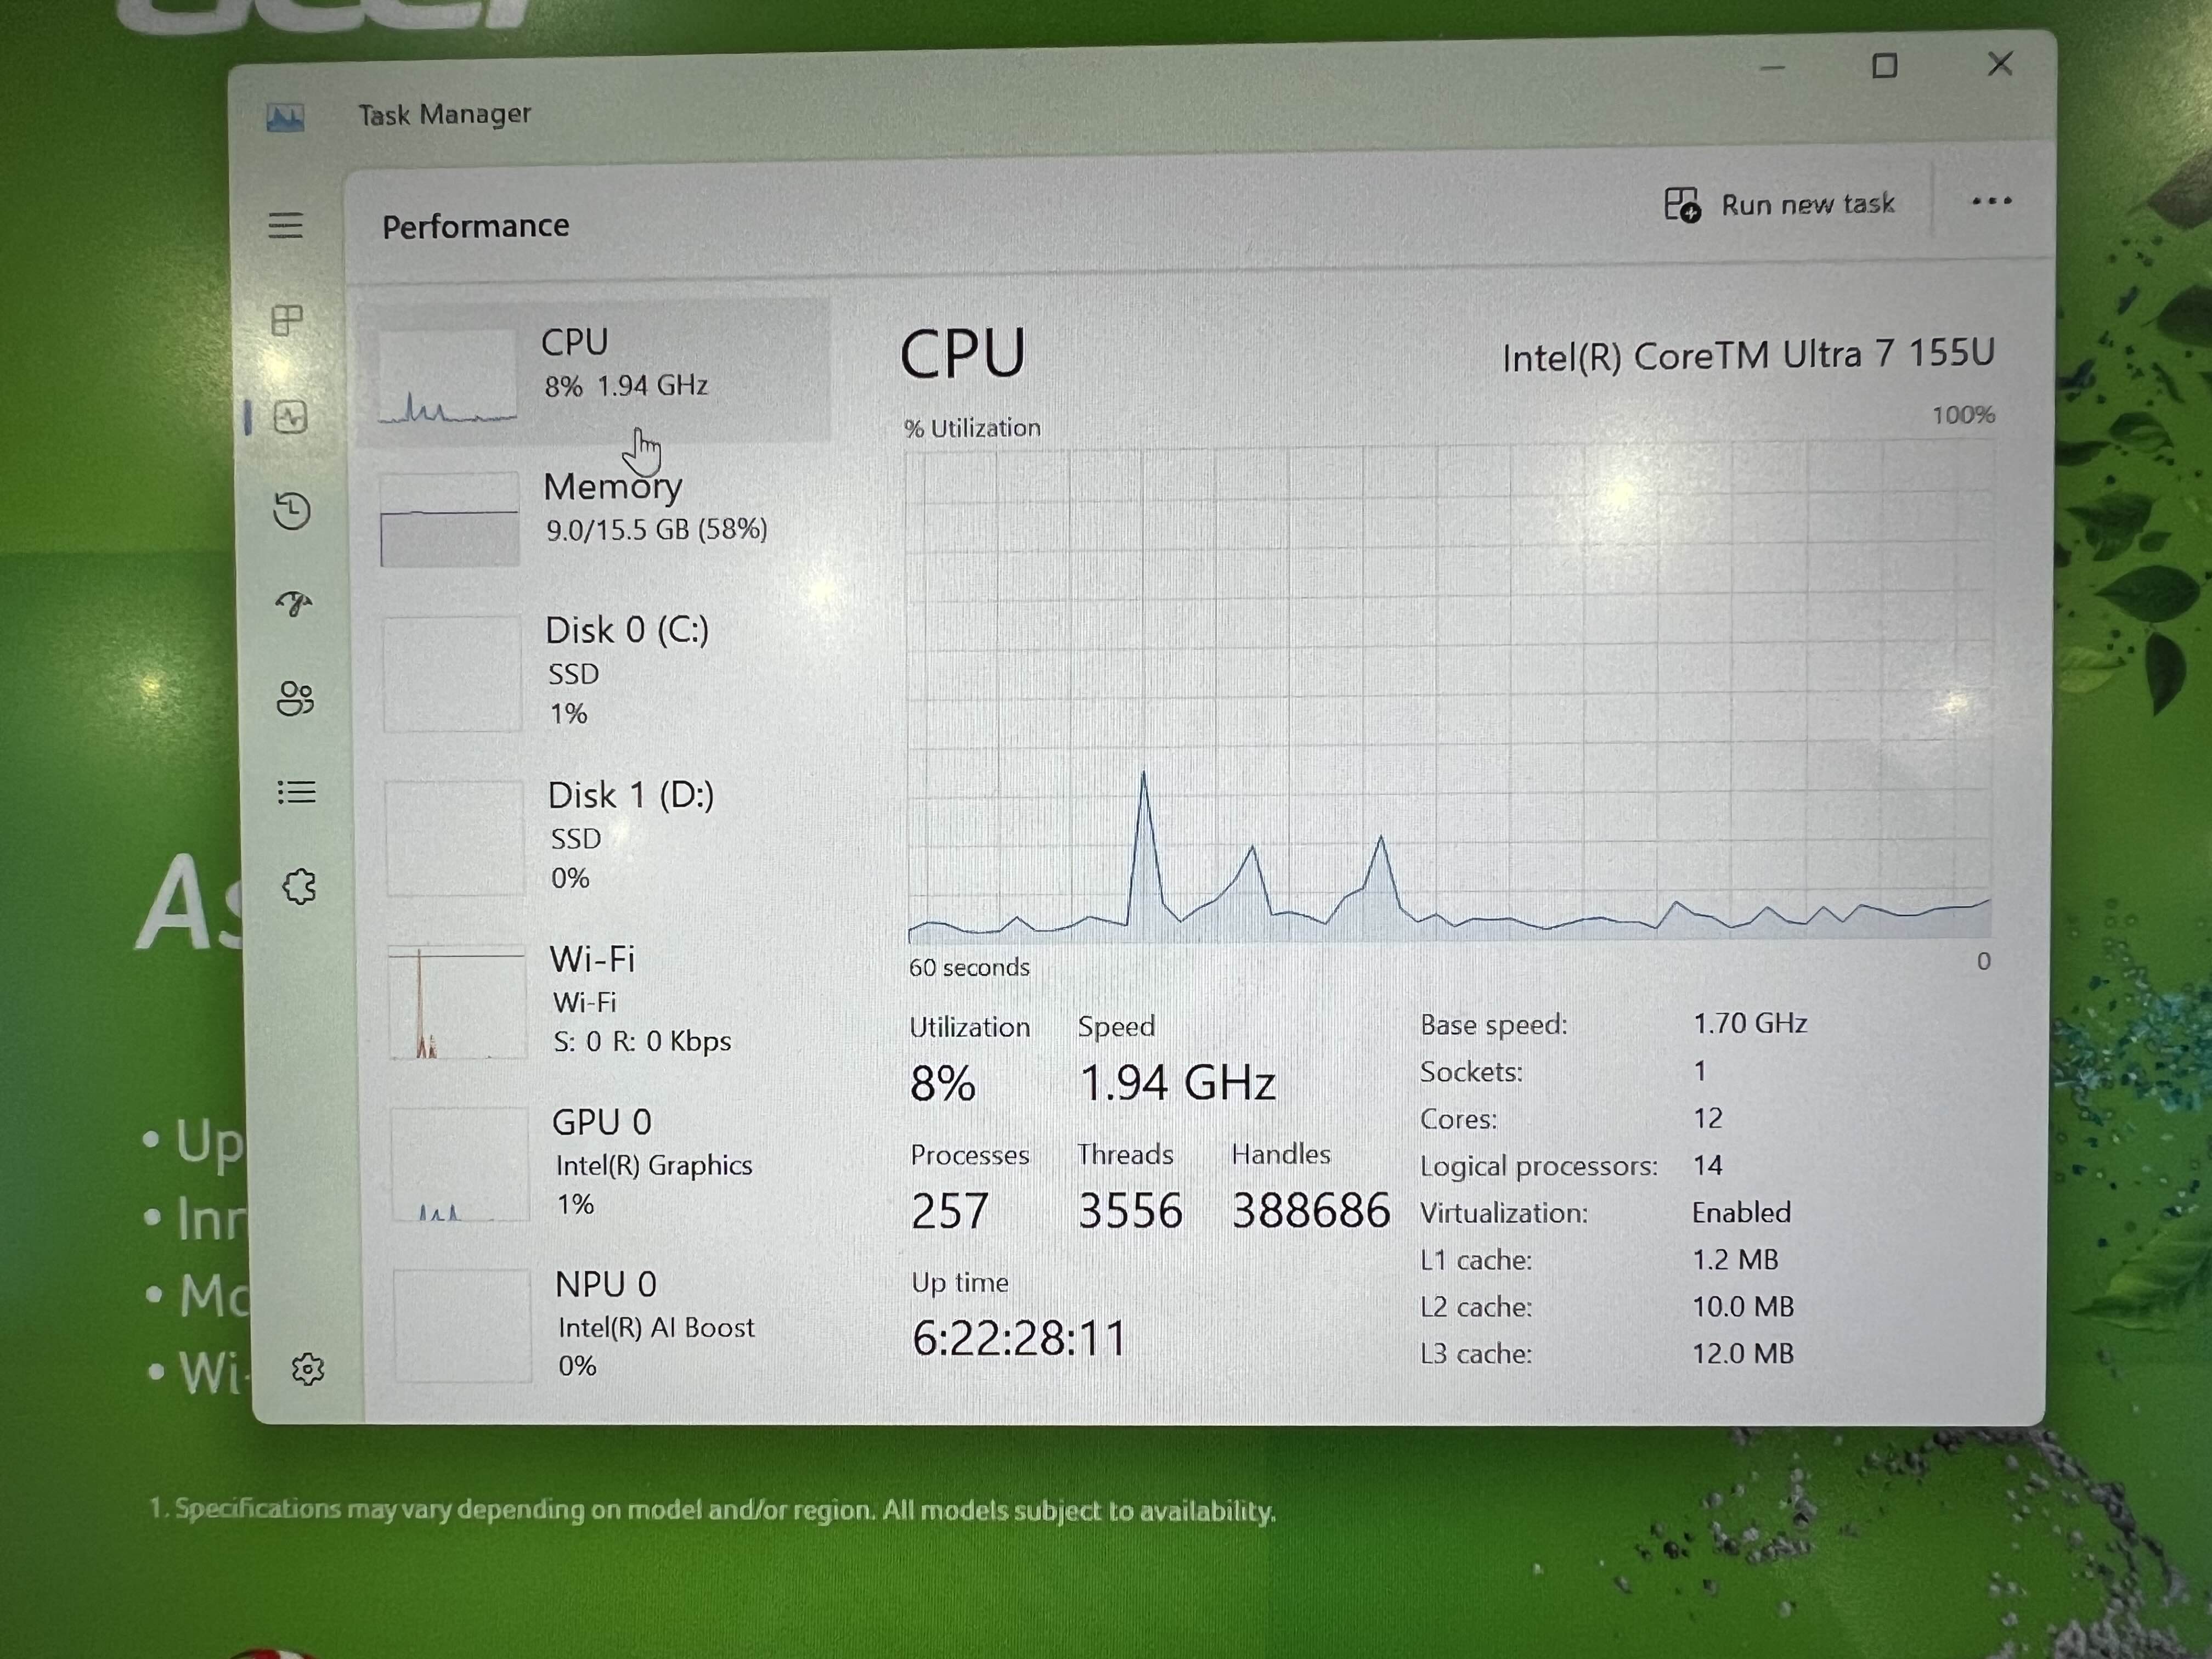 acer
Task Manager
Performance
Run new task
CPU
8% 1.94 GHz
Memory
9.0/15.5 GB (58%)
Disk 0 (C:)
SSD
1%
Disk 1 (D:)
SSD
0%
Wi-Fi
Wi-Fi
S: 0 R: 0 Kbps
GPU 0
Intel(R) Graphics
1%
NPU 0
Intel(R) AI Boost
0%
CPU
Intel(R) CoreTM Ultra 7 155U
% Utilization
100%
60 seconds
0
Utilization
Speed
8%
1.94 GHz
Processes
Threads
Handles
257
3556
388686
Up time
6:22:28:11
Base speed:
1.70 GHz
Sockets:
1
Cores:
12
Logical processors:
14
Virtualization:
Enabled
L1 cache:
1.2 MB
L2 cache:
10.0 MB
L3 cache:
12.0 MB
As
• Up
• Inr
• Mo
• Wi-
1. Specifications may vary depending on model and/or region. All models subject to availability.